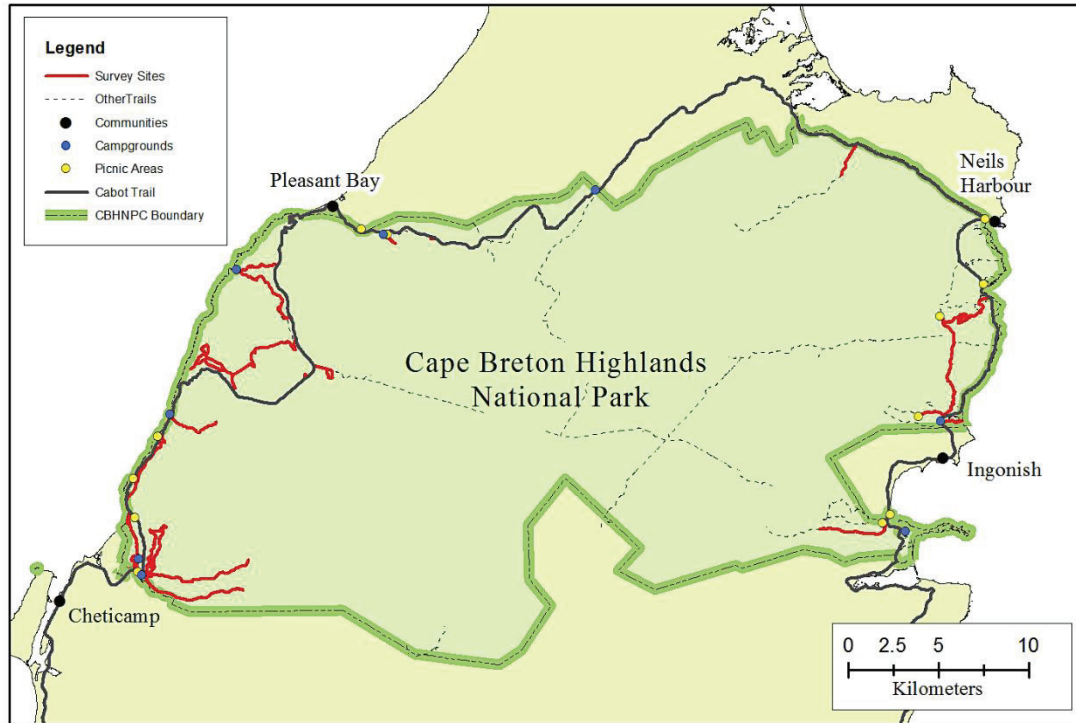 Legend
Survey Sites
OtherTrails
Communities
Campgrounds
Picnic Areas
Cabot Trail
CBHNPC Boundary
Pleasant Bay
Neils
Harbour
Cape Breton Highlands
National Park
Ingonish
Cheticamp
0 2.5 5 10
Kilometers